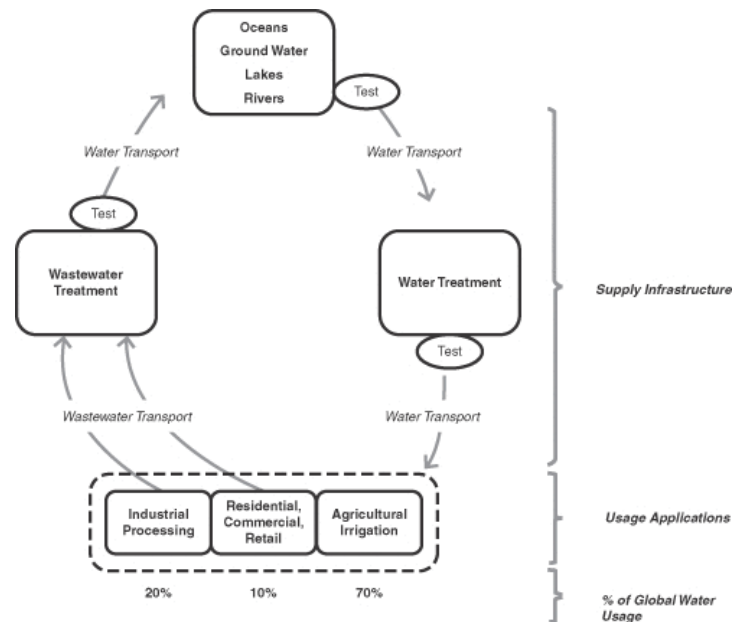 Oceans
Ground Water
Lakes
Rivers
Test
Water Transport
Water Transport
Test
Wastewater
Treatment
Water Treatment
Supply Infrastructure
Test
Wastewater Transport
Water Transport
Industrial
Processing
Residential,
Commercial,
Retail
Agricultural
Irrigation
Usage Applications
20%
10%
70%
% of Global Water
Usage